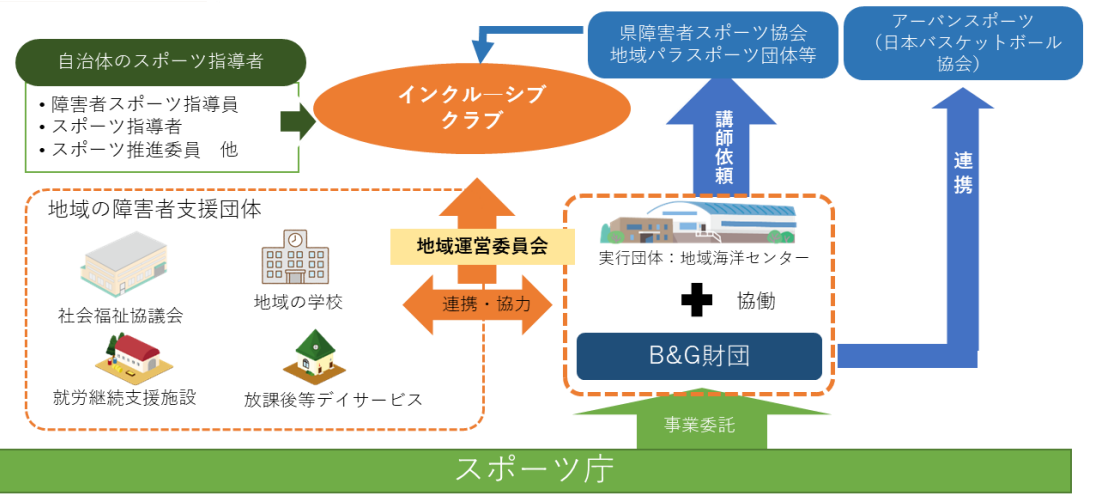 自治体のスポーツ指導者
• 障害者スポーツ指導員
• スポーツ指導者
• スポーツ推進委員　他
インクル―シブ
クラブ
県障害者スポーツ協会
地域パラスポーツ団体等
アーバンスポーツ
（日本バスケットボール
協会）
講師依頼
連携
地域の障害者支援団体
社会福祉協議会
地域の学校
就労継続支援施設
放課後等デイサービス
地域運営委員会
連携・協力
実行団体：地域海洋センター
協働
B&G財団
事業委託
スポーツ庁